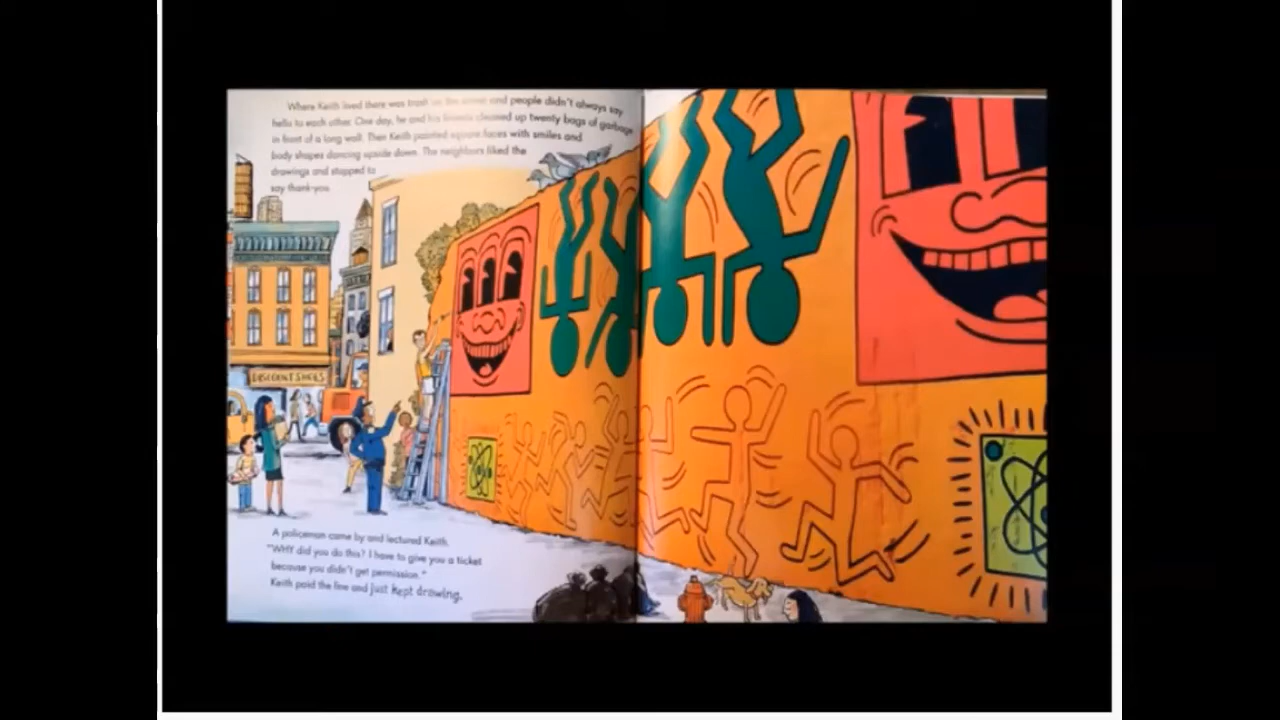 Where Keith lived there was trash on the street and people didn't always say
hello to each other. One day, he and his friends cleaned up twenty bags of garbage
in front of a long wall. Then Keith painted square faces with smiles and
body shapes dancing upside down. The neighbors liked the
drawings and stopped to
say thank-you.
DISCOUNT SHOES
A policeman came by and lectured Keith.
"WHY did you do this? I have to give you a ticket
because you didn't get permission."
Keith paid the fine and just kept drawing.